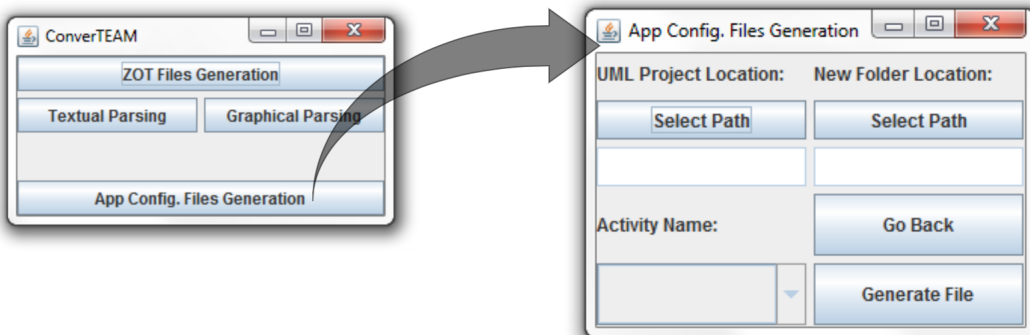 ConverTEAM
ZOT Files Generation
Textual Parsing Graphical Parsing
App Config. Files Generation
App Config. Files Generation
UML Project Location: New Folder Location:
Select Path Select Path
Activity Name: Go Back
Generate File